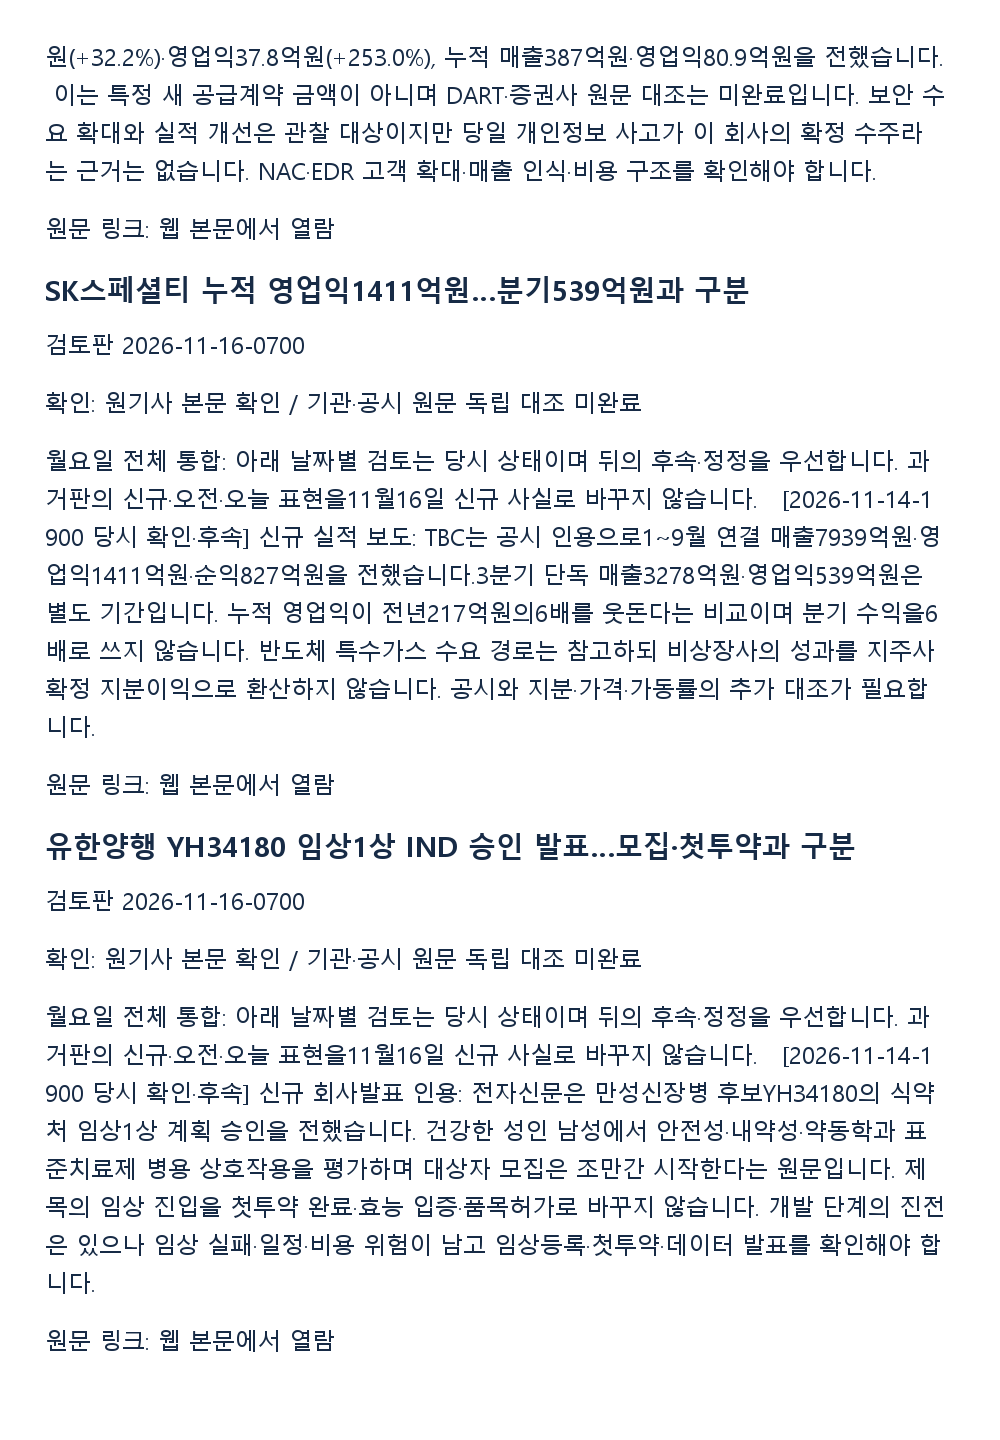 원(+32.2%)·영업익37.8억원(+253.0%), 누적 매출387억원·영업익80.9억원을 전했습니다.
이는 특정 새 공급계약 금액이 아니며 DART·증권사 원문 대조는 미완료입니다. 보안 수
요 확대와 실적 개선은 관찰 대상이지만 당일 개인정보 사고가 이 회사의 확정 수주라
는 근거는 없습니다. NAC·EDR 고객 확대·매출 인식·비용 구조를 확인해야 합니다.
원문 링크: 웹 본문에서 열람
SK스페셜티 누적 영업익1411억원…분기539억원과 구분
검토판 2026-11-16-0700
확인: 원기사 본문 확인 / 기관·공시 원문 독립 대조 미완료
월요일 전체 통합: 아래 날짜별 검토는 당시 상태이며 뒤의 후속·정정을 우선합니다. 과
거판의 신규·오전·오늘 표현을11월16일 신규 사실로 바꾸지 않습니다. [2026-11-14-1
900 당시 확인·후속] 신규 실적 보도: TBC는 공시 인용으로1~9월 연결 매출7939억원·영
업익1411억원·순익827억원을 전했습니다.3분기 단독 매출3278억원·영업익539억원은
별도 기간입니다. 누적 영업익이 전년217억원의6배를 웃돈다는 비교이며 분기 수익을6
배로 쓰지 않습니다. 반도체 특수가스 수요 경로는 참고하되 비상장사의 성과를 지주사
확정 지분이익으로 환산하지 않습니다. 공시와 지분·가격·가동률의 추가 대조가 필요합
니다.
원문 링크: 웹 본문에서 열람
유한양행 YH34180 임상1상 IND 승인 발표…모집·첫투약과 구분
검토판 2026-11-16-0700
확인: 원기사 본문 확인 / 기관·공시 원문 독립 대조 미완료
월요일 전체 통합: 아래 날짜별 검토는 당시 상태이며 뒤의 후속·정정을 우선합니다. 과
거판의 신규·오전·오늘 표현을11월16일 신규 사실로 바꾸지 않습니다. [2026-11-14-1
900 당시 확인·후속] 신규 회사발표 인용: 전자신문은 만성신장병 후보YH34180의 식약
처 임상1상 계획 승인을 전했습니다. 건강한 성인 남성에서 안전성·내약성·약동학과 표
준치료제 병용 상호작용을 평가하며 대상자 모집은 조만간 시작한다는 원문입니다. 제
목의 임상 진입을 첫투약 완료·효능 입증·품목허가로 바꾸지 않습니다. 개발 단계의 진전
은 있으나 임상 실패·일정·비용 위험이 남고 임상등록·첫투약·데이터 발표를 확인해야 합
니다.
원문 링크: 웹 본문에서 열람